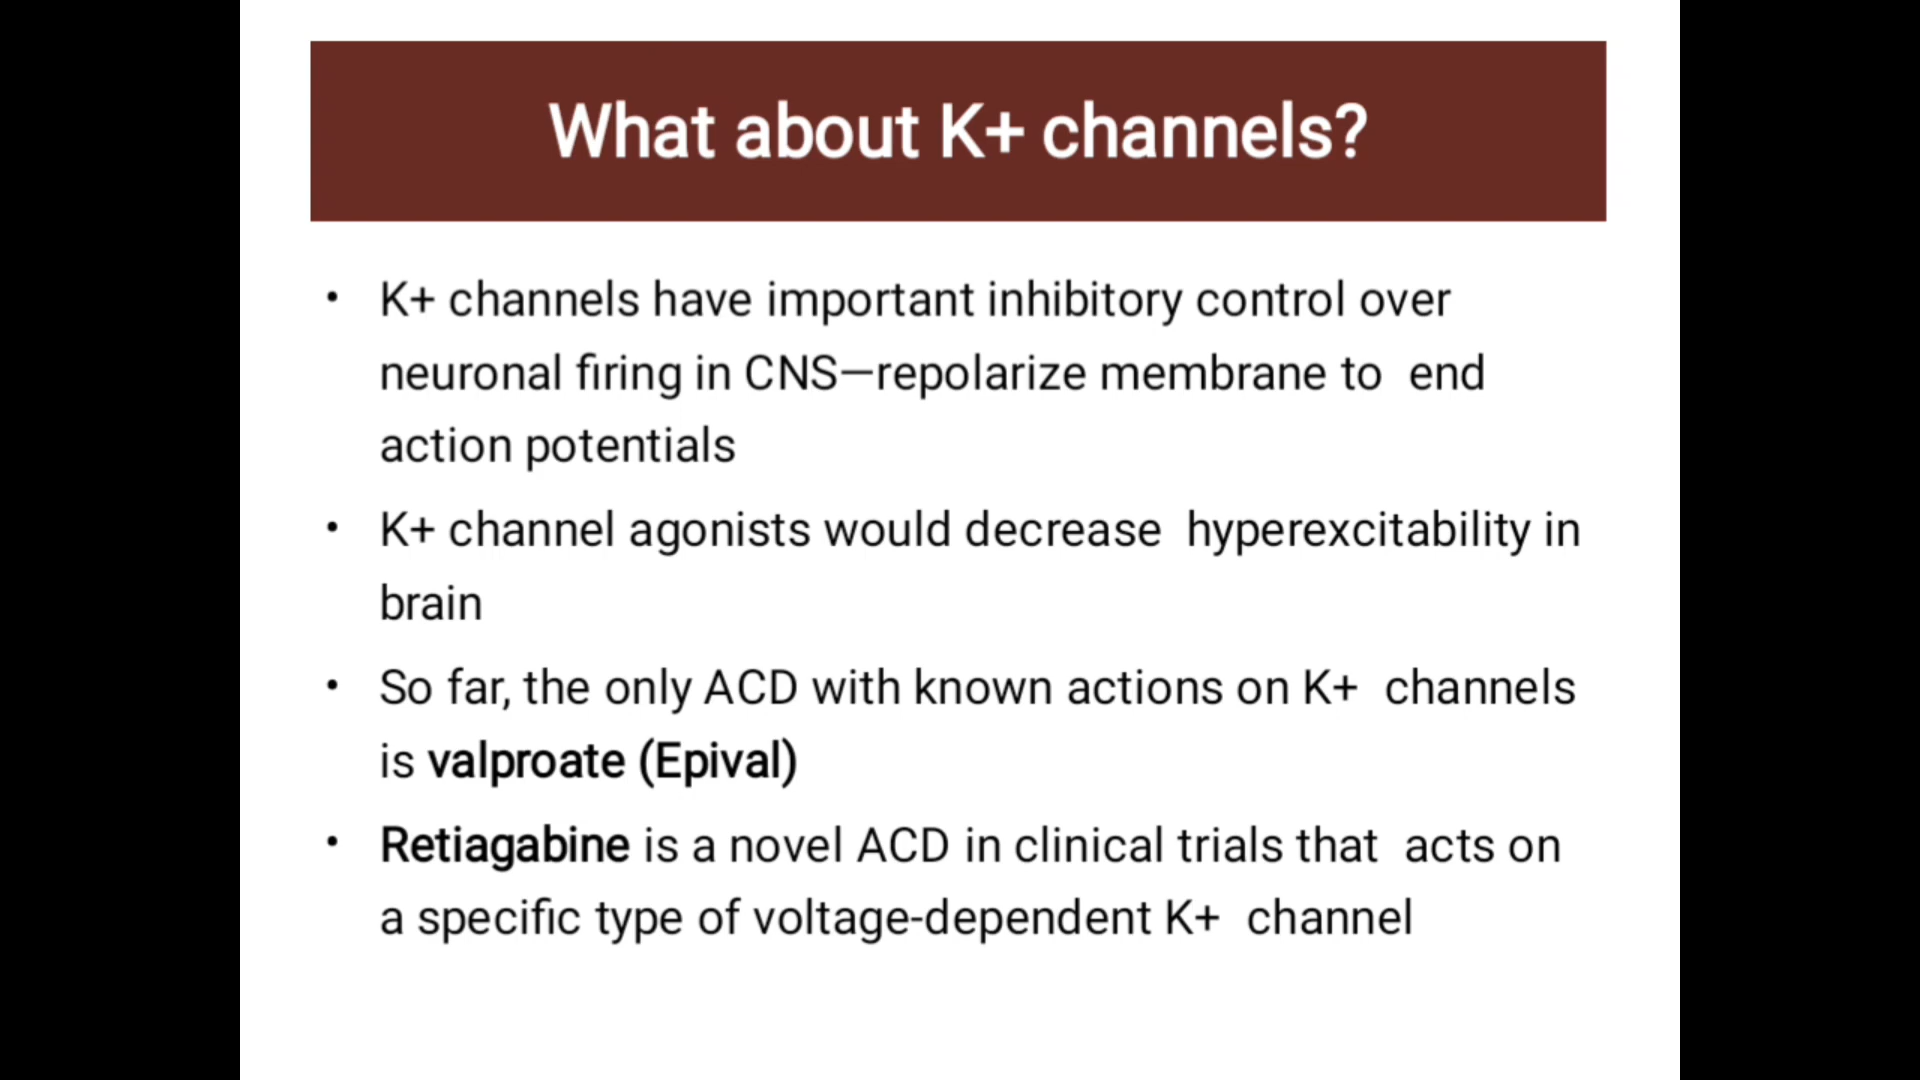 What about K+ channels?
• K+ channels have important inhibitory control over
neuronal firing in CNS—repolarize membrane to end
action potentials
• K+ channel agonists would decrease hyperexcitability in
brain
• So far, the only ACD with known actions on K+ channels
is valproate (Epival)
• Retiagabine is a novel ACD in clinical trials that acts on
a specific type of voltage-dependent K+ channel